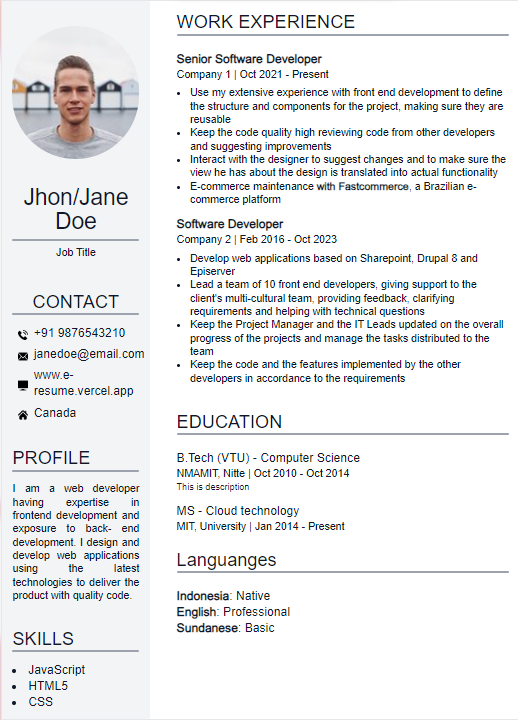 Jhon/Jane
Doe
Job Title
CONTACT
+91 9876543210
janedoe@email.com
www.e-
resume.vercel.app
Canada
PROFILE
I am a web developer
having expertise in
frontend development and
exposure to back- end
development. I design and
develop web applications
using the latest
technologies to deliver the
product with quality code.
SKILLS
JavaScript
HTML5
CSS
WORK EXPERIENCE
Senior Software Developer
Company 1 | Oct 2021 - Present
Use my extensive experience with front end development to define
the structure and components for the project, making sure they are
reusable
Keep the code quality high reviewing code from other developers
and suggesting improvements
Interact with the designer to suggest changes and to make sure the
view he has about the design is translated into actual functionality
E-commerce maintenance with Fastcommerce, a Brazilian e-
commerce platform
Software Developer
Company 2 | Feb 2016 - Oct 2023
Develop web applications based on Sharepoint, Drupal 8 and
Episerver
Lead a team of 10 front end developers, giving support to the
client's multi-cultural team, providing feedback, clarifying
requirements and helping with technical questions
Keep the Project Manager and the IT Leads updated on the overall
progress of the projects and manage the tasks distributed to the
team
Keep the code and the features implemented by the other
developers in accordance to the requirements
EDUCATION
B.Tech (VTU) - Computer Science
NMAMIT, Nitte | Oct 2010 - Oct 2014
This is description
MS - Cloud technology
MIT, University | Jan 2014 - Present
Languanges
Indonesia: Native
English: Professional
Sundanese: Basic